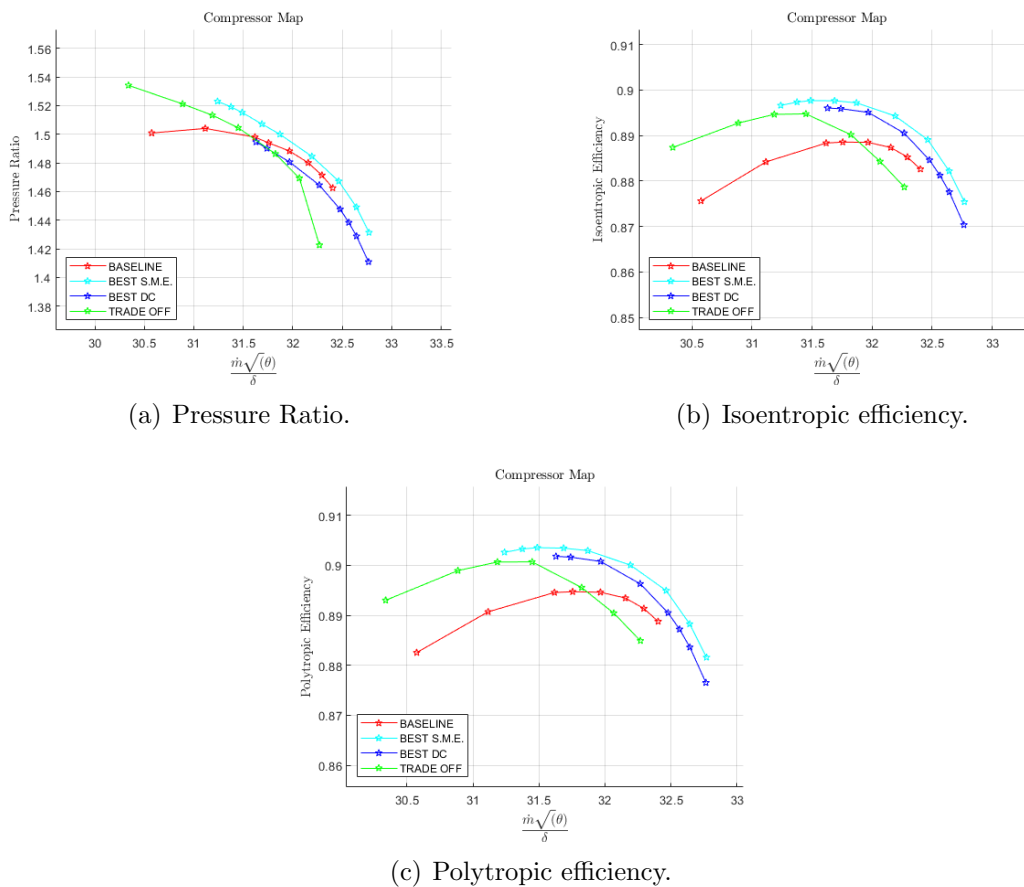 Compressor Map
1.56
1.54
1.52
1.5
1.48
1.46
1.44
1.42
1.4
1.38
Pressure Ratio
BASELINE
BEST S.M.E.
BEST DC
TRADE OFF
30 30.5 31 31.5 32 32.5 33 33.5
ṁ√(θ)
δ
(a) Pressure Ratio.
Compressor Map
0.91
0.9
0.89
0.88
0.87
0.86
0.85
Isoentropic Efficiency
BASELINE
BEST S.M.E.
BEST DC
TRADE OFF
30.5 31 31.5 32 32.5 33
ṁ√(θ)
δ
(b) Isoentropic efficiency.
Compressor Map
0.91
0.9
0.89
0.88
0.87
0.86
Polytropic Efficiency
BASELINE
BEST S.M.E.
BEST DC
TRADE OFF
30.5 31 31.5 32 32.5 33
ṁ√(θ)
δ
(c) Polytropic efficiency.